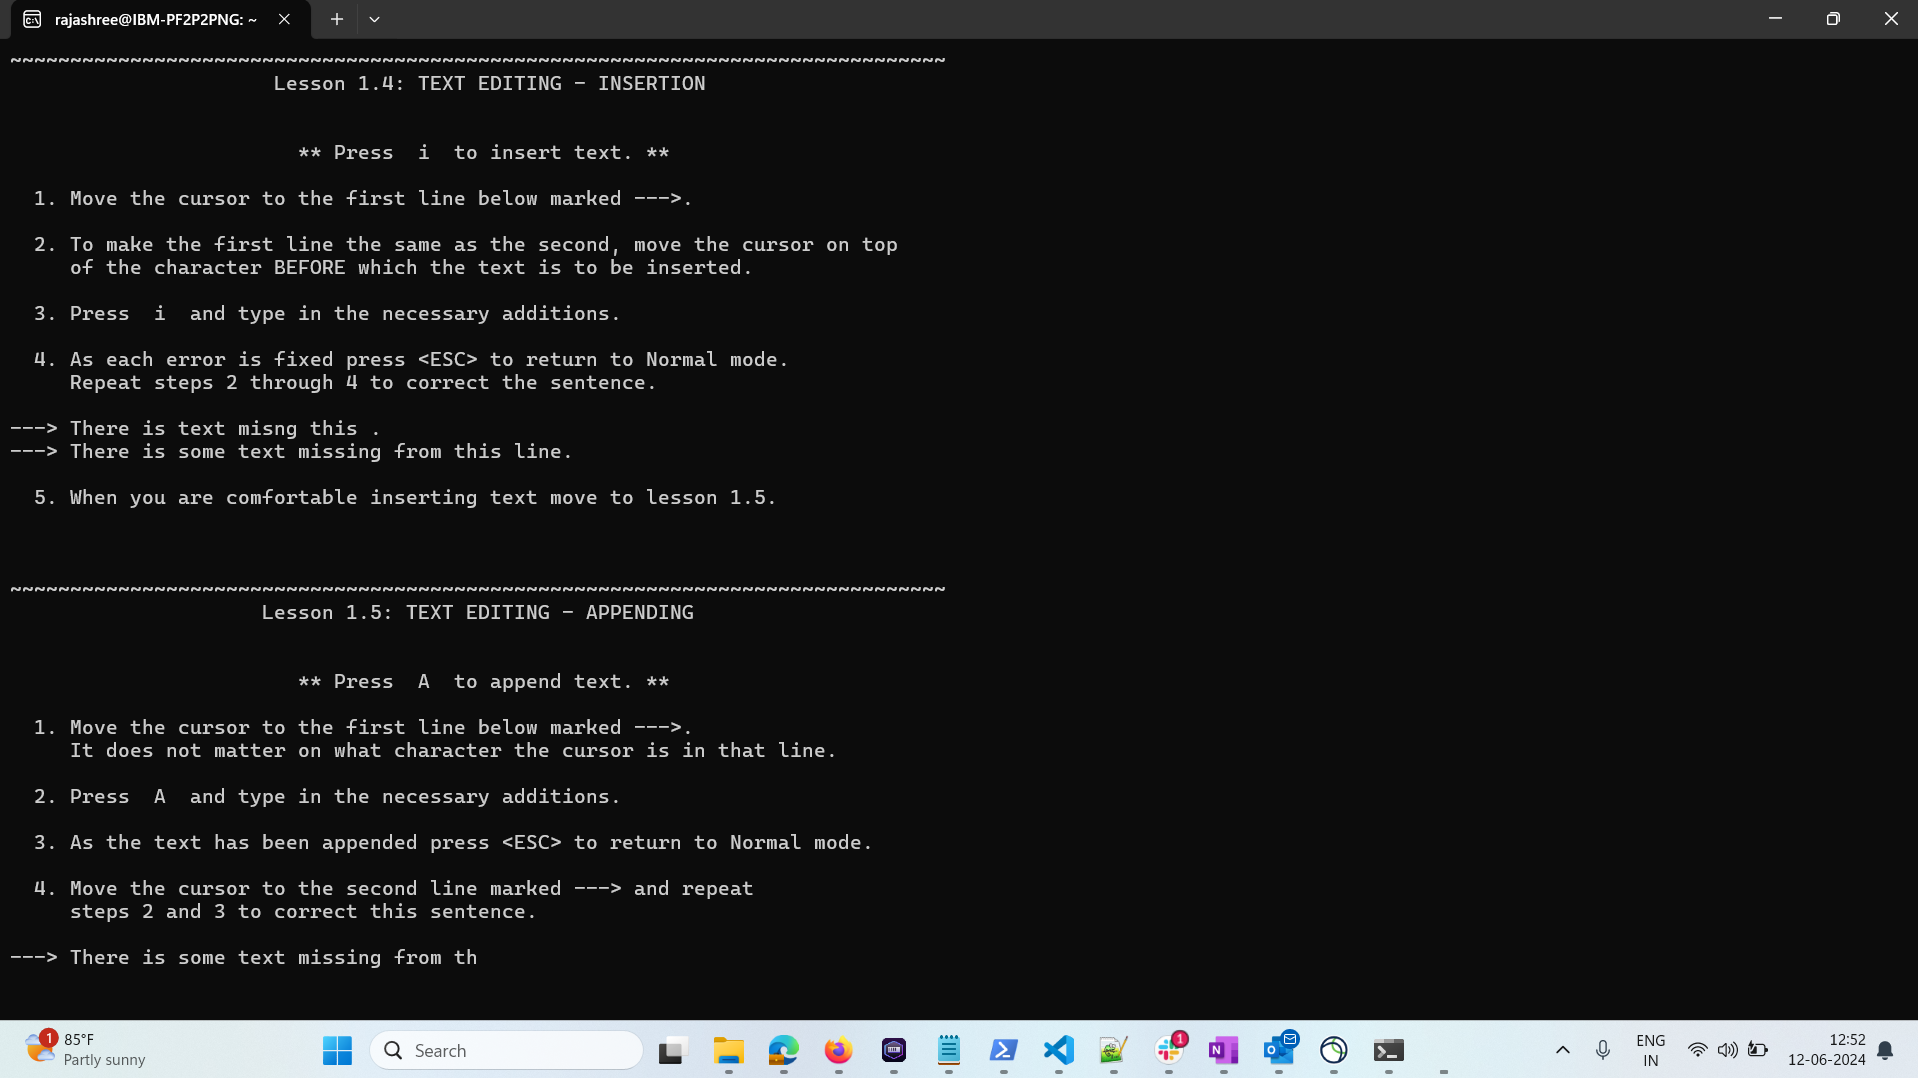 rajashree@IBM-PF2P2PNG: ~
~~~~~~~~~~~~~~~~~~~~~~~~~~~~~~~~~~~~~~~~~~~~~~~~~~~~~~~~~~~~~~~~~~~~~~~~~~~~~~
Lesson 1.4: TEXT EDITING - INSERTION
** Press  i  to insert text. **
1. Move the cursor to the first line below marked --->.
2. To make the first line the same as the second, move the cursor on top
of the character BEFORE which the text is to be inserted.
3. Press  i  and type in the necessary additions.
4. As each error is fixed press <ESC> to return to Normal mode.
Repeat steps 2 through 4 to correct the sentence.
---> There is text misng this .
---> There is some text missing from this line.
5. When you are comfortable inserting text move to lesson 1.5.
~~~~~~~~~~~~~~~~~~~~~~~~~~~~~~~~~~~~~~~~~~~~~~~~~~~~~~~~~~~~~~~~~~~~~~~~~~~~~~
Lesson 1.5: TEXT EDITING - APPENDING
** Press  A  to append text. **
1. Move the cursor to the first line below marked --->.
It does not matter on what character the cursor is in that line.
2. Press  A  and type in the necessary additions.
3. As the text has been appended press <ESC> to return to Normal mode.
4. Move the cursor to the second line marked ---> and repeat
steps 2 and 3 to correct this sentence.
---> There is some text missing from th
1
85°F
Partly sunny
Search
1
ENG
IN
12:52
12-06-2024